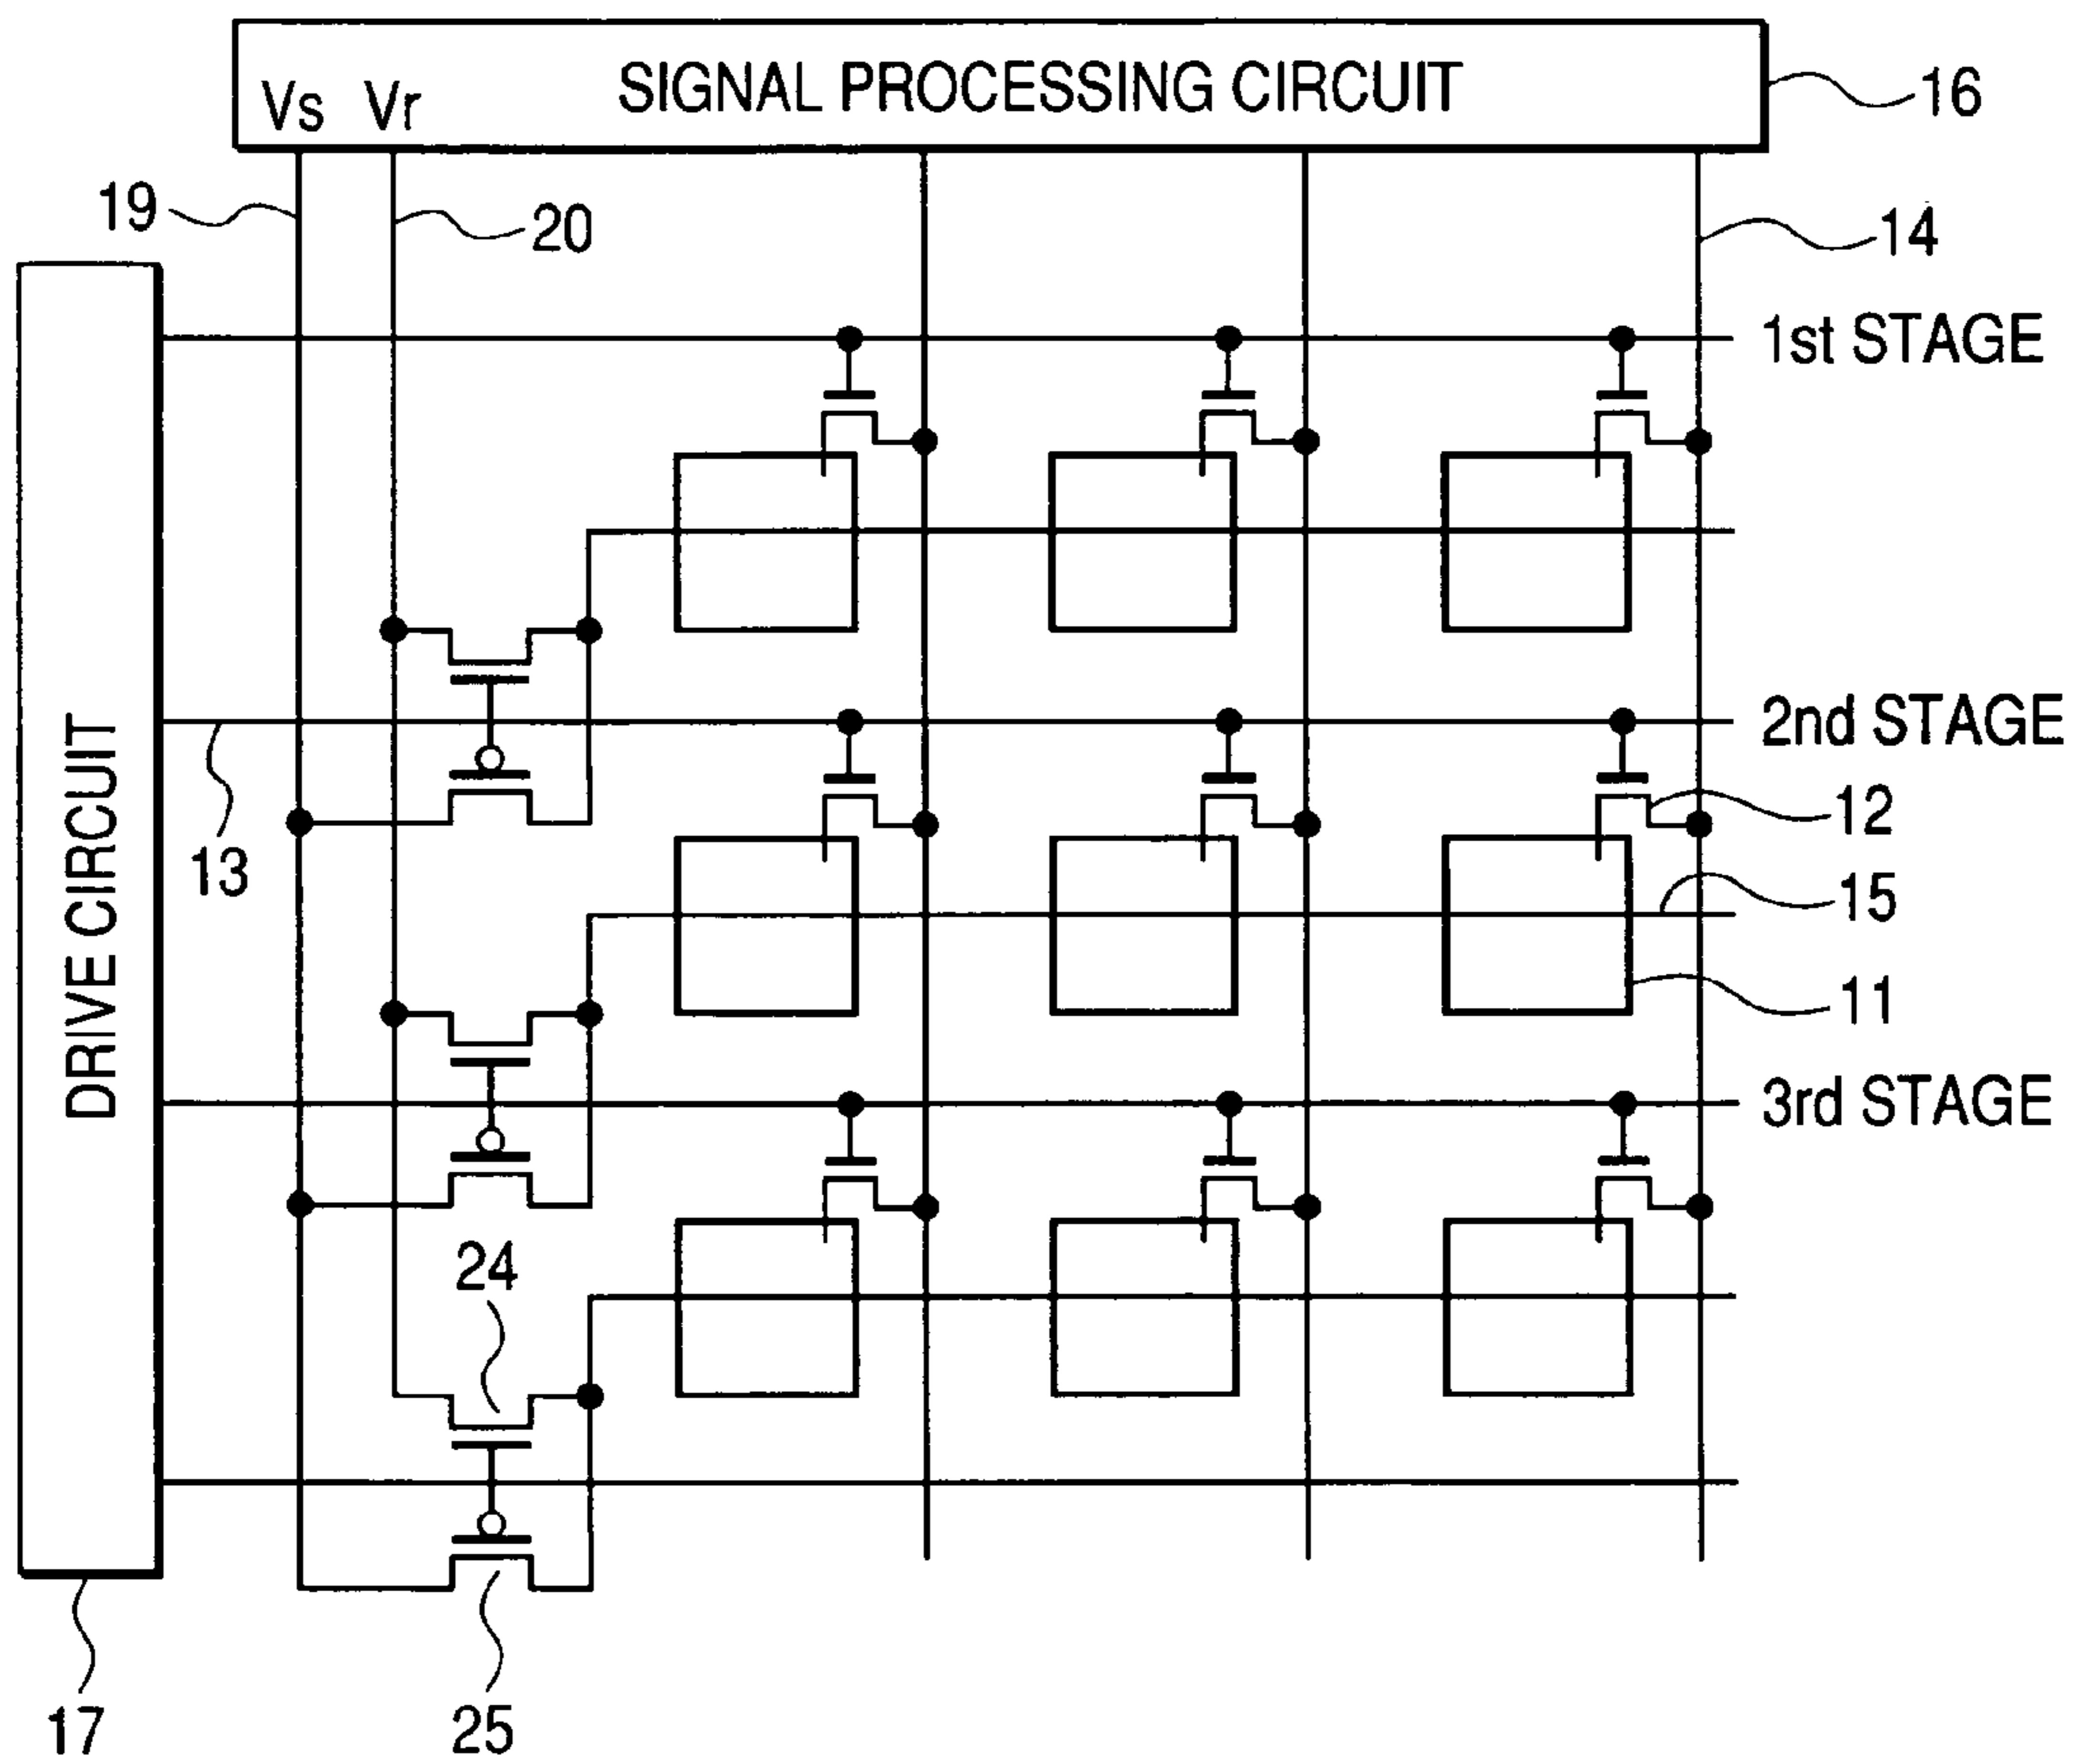 Vs Vr SIGNAL PROCESSING CIRCUIT
16
19
20
14
1st STAGE
2nd STAGE
12
13
15
11
DRIVE CIRCUIT
3rd STAGE
24
17
25